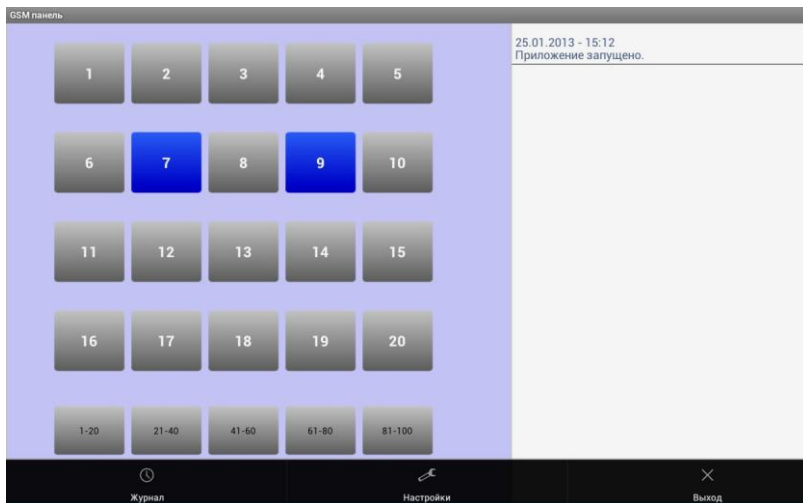 GSM панель
1 2 3 4 5
6 7 8 9 10
11 12 13 14 15
16 17 18 19 20
1-20 21-40 41-60 61-80 81-100
25.01.2013 - 15:12
Приложение запущено.
Журнал Настройки Выход